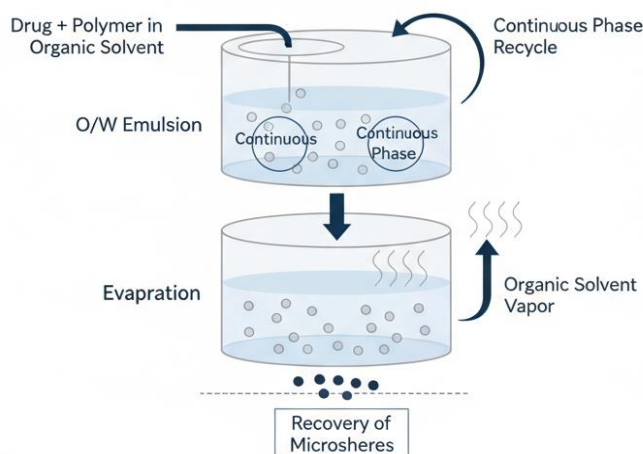 Drug + Polymer in
Organic Solvent
Continuous Phase
Recycle
O/W Emulsion
Continuous
Continuous
Phase
Evapration
Organic Solvent
Vapor
Recovery of
Microsheres